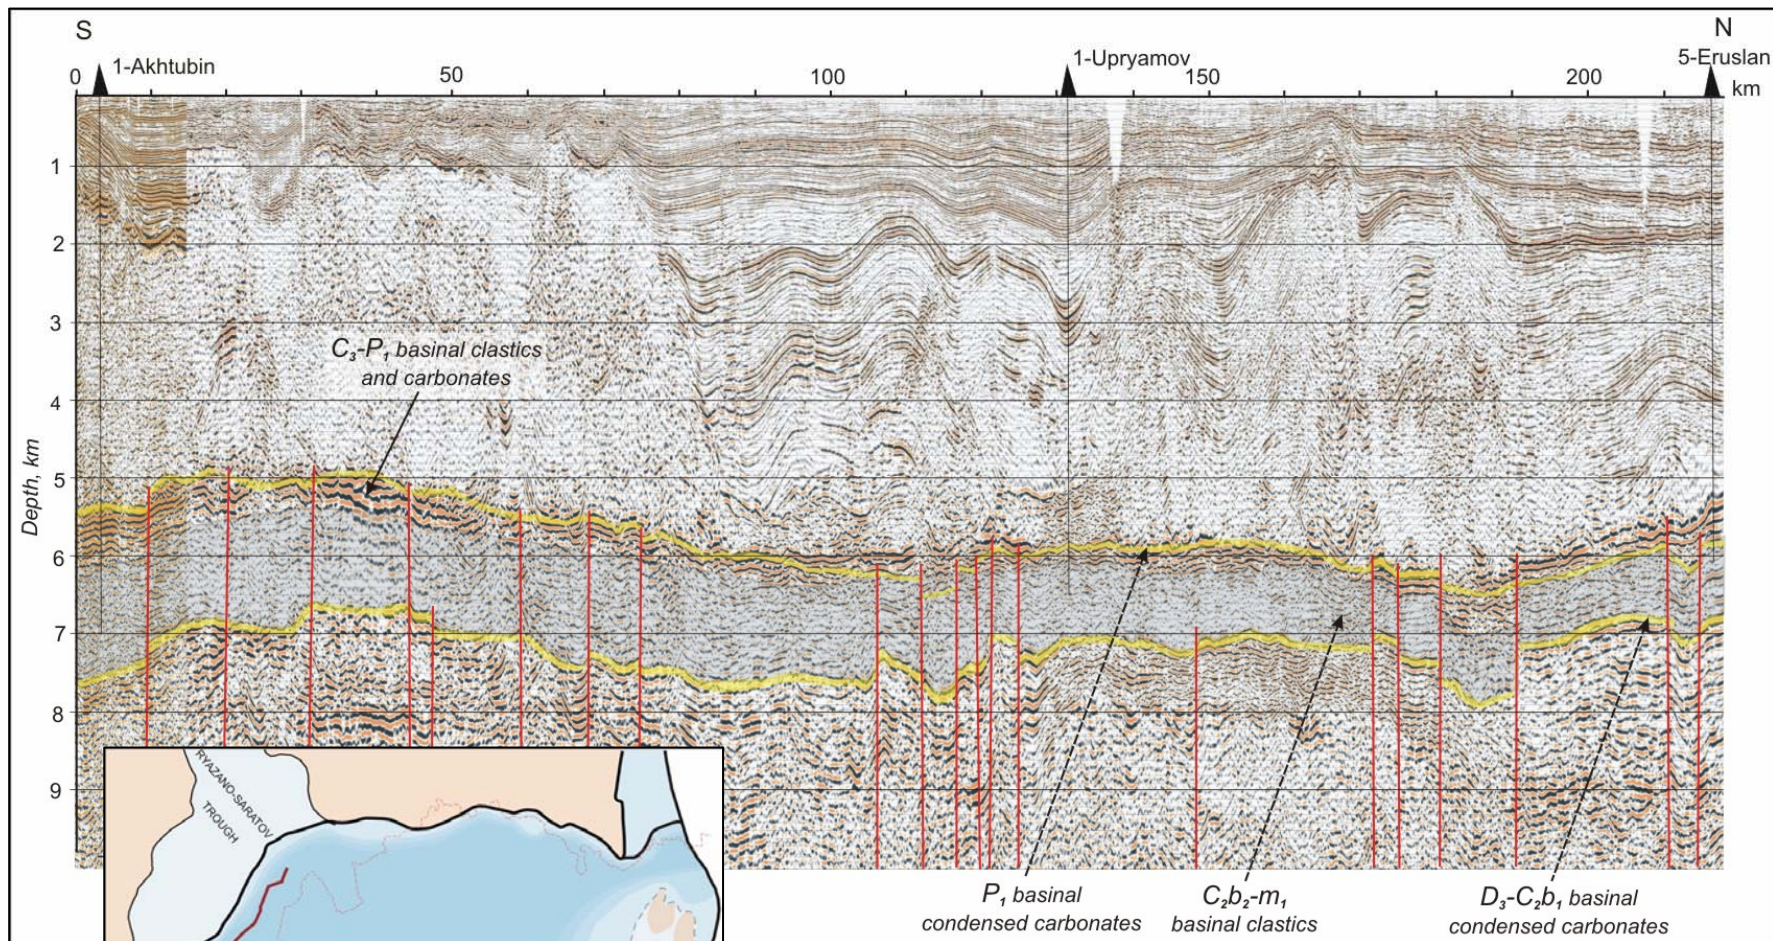 S
N
1-Akhtubin
1-Upryamov
5-Eruslan
0
50
100
150
200
km
1
2
3
4
5
6
7
8
9
Depth, km
C₃-P₁ basinal clastics
and carbonates
RYAZANO-SARATOV
TROUGH
P₁ basinal
condensed carbonates
C₂b₂-m₁
basinal clastics
D₃-C₂b₁ basinal
condensed carbonates